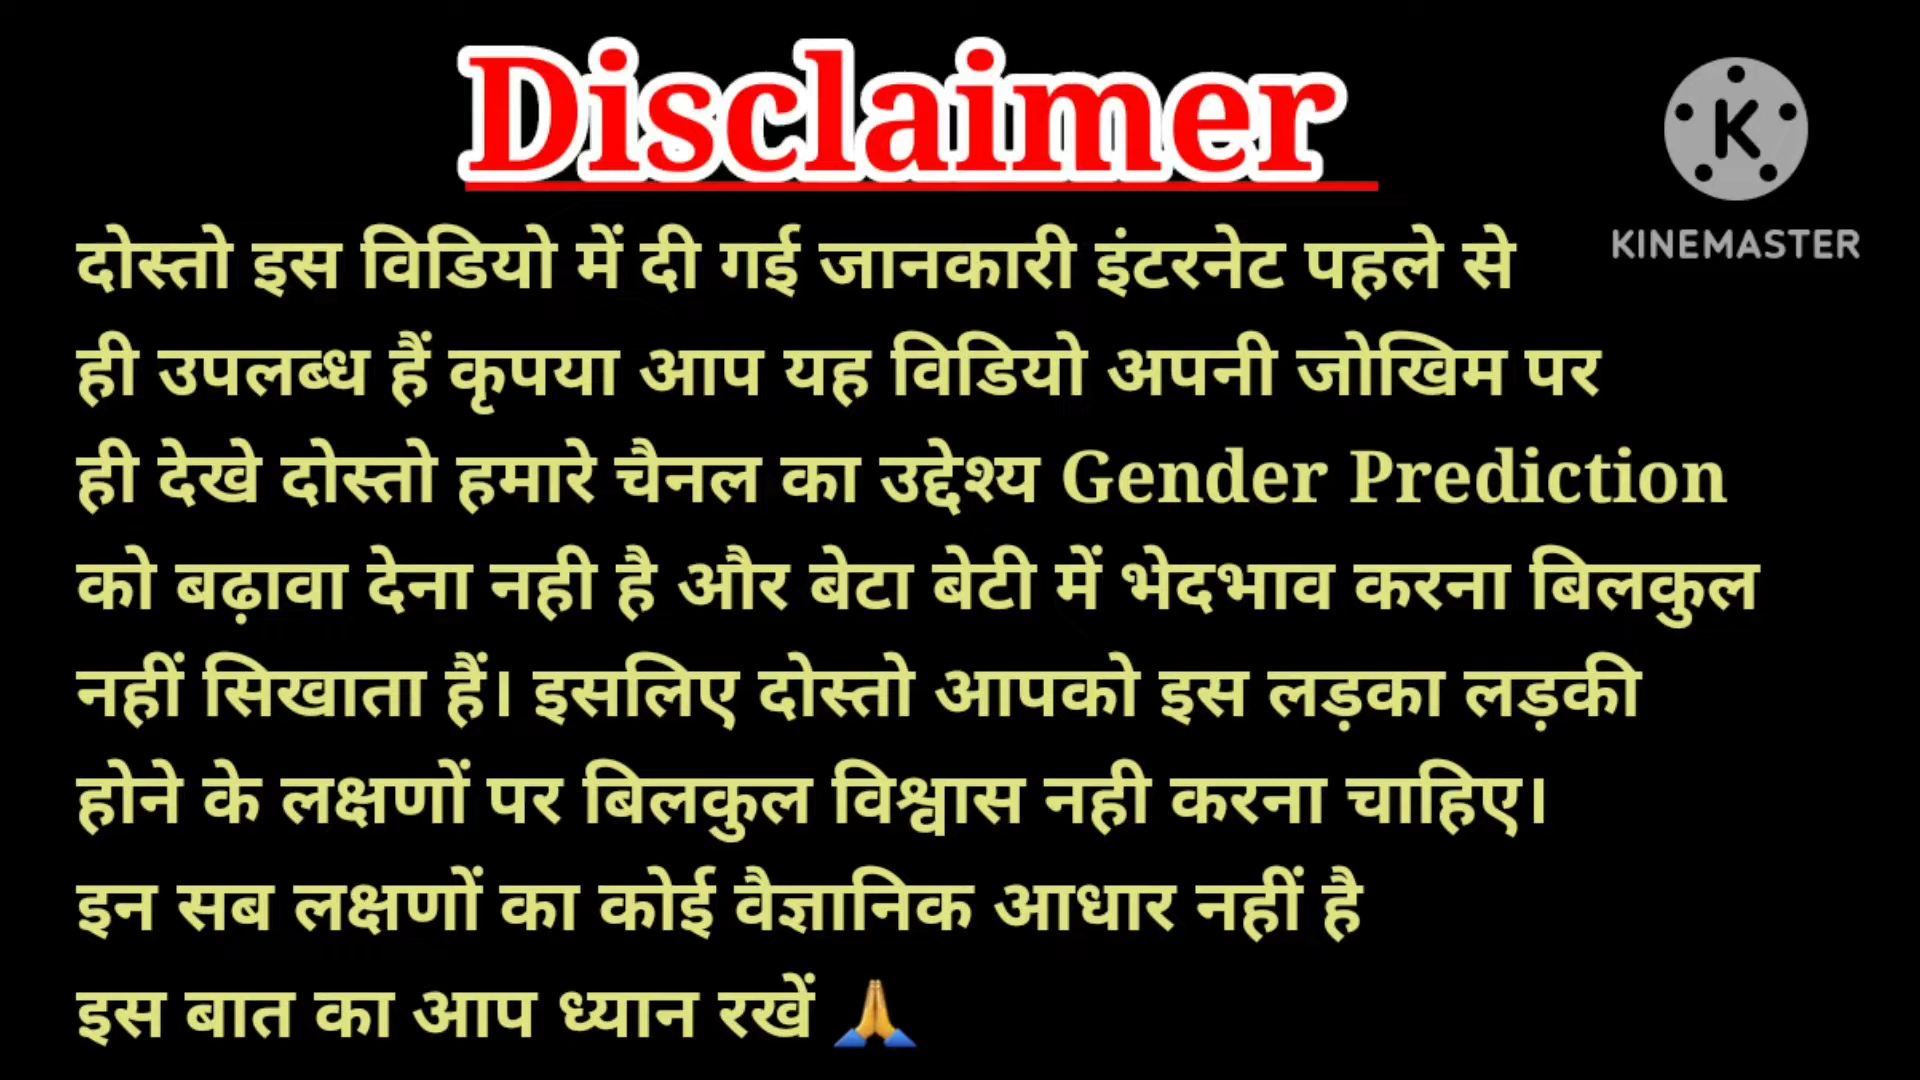 Disclaimer
KINEMASTER
दोस्तो इस विडियो में दी गई जानकारी इंटरनेट पहले से
ही उपलब्ध हैं कृपया आप यह विडियो अपनी जोखिम पर
ही देखे दोस्तो हमारे चैनल का उद्देश्य Gender Prediction
को बढ़ावा देना नही है और बेटा बेटी में भेदभाव करना बिलकुल
नहीं सिखाता हैं। इसलिए दोस्तो आपको इस लड़का लड़की
होने के लक्षणों पर बिलकुल विश्वास नही करना चाहिए।
इन सब लक्षणों का कोई वैज्ञानिक आधार नहीं है
इस बात का आप ध्यान रखें 🙏